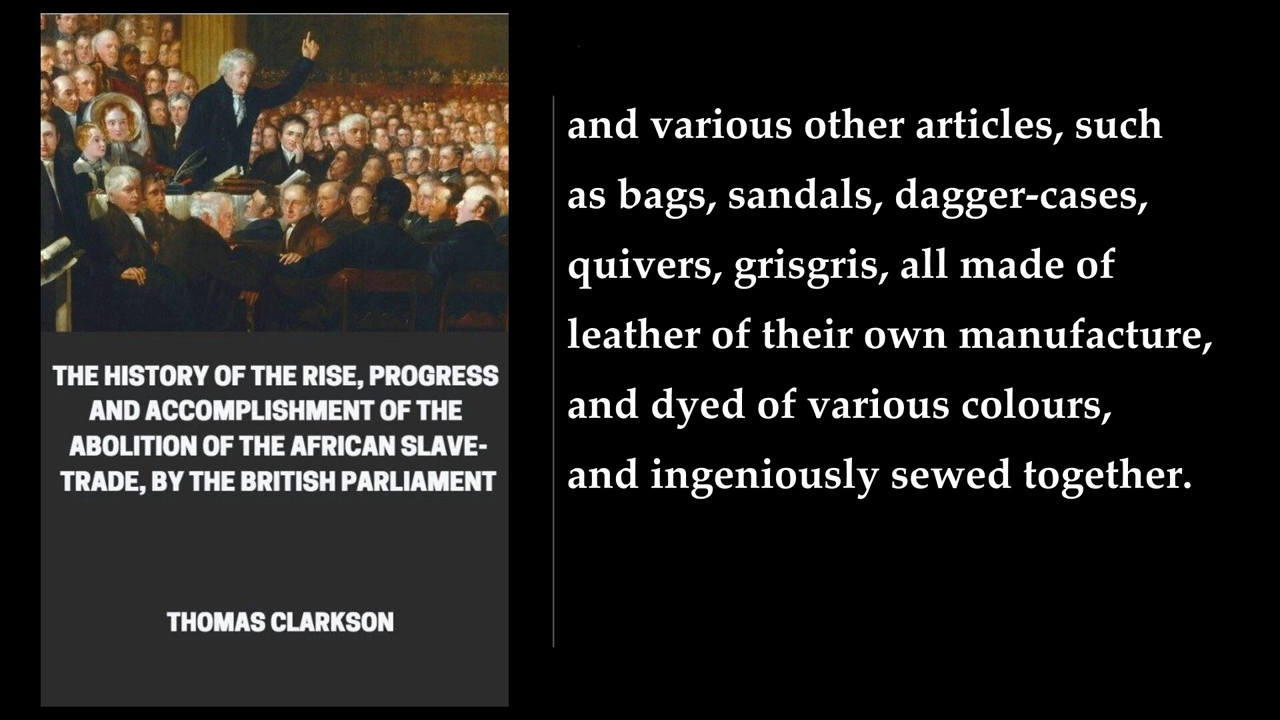 THE HISTORY OF THE RISE, PROGRESS
AND ACCOMPLISHMENT OF THE
ABOLITION OF THE AFRICAN SLAVE-
TRADE, BY THE BRITISH PARLIAMENT
THOMAS CLARKSON
and various other articles, such
as bags, sandals, dagger-cases,
quivers, grisgris, all made of
leather of their own manufacture,
and dyed of various colours,
and ingeniously sewed together.